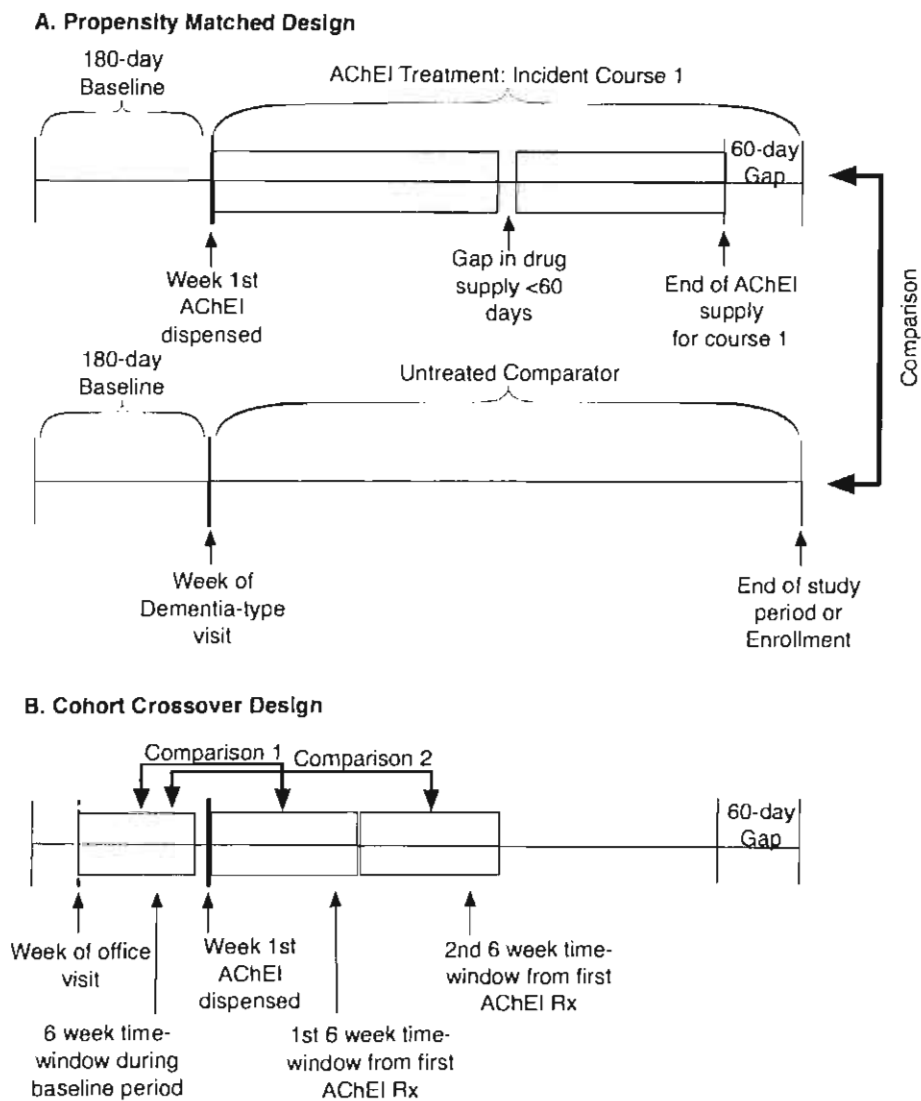 A. Propensity Matched Design
180-day
Baseline
AChEI Treatment: Incident Course 1
60-day
Gap
Week 1st
AChEI
dispensed
Gap in drug
supply <60
days
End of AChEI
supply
for course 1
Comparison
180-day
Baseline
Untreated Comparator
Week of
Dementia-type
visit
End of study
period or
Enrollment
B. Cohort Crossover Design
Comparison 1
Comparison 2
60-day
Gap
Week of office
visit
6 week time-
window during
baseline period
Week 1st
AChEI
dispensed
1st 6 week time-
window from first
AChEI Rx
2nd 6 week time-
window from first
AChEI Rx